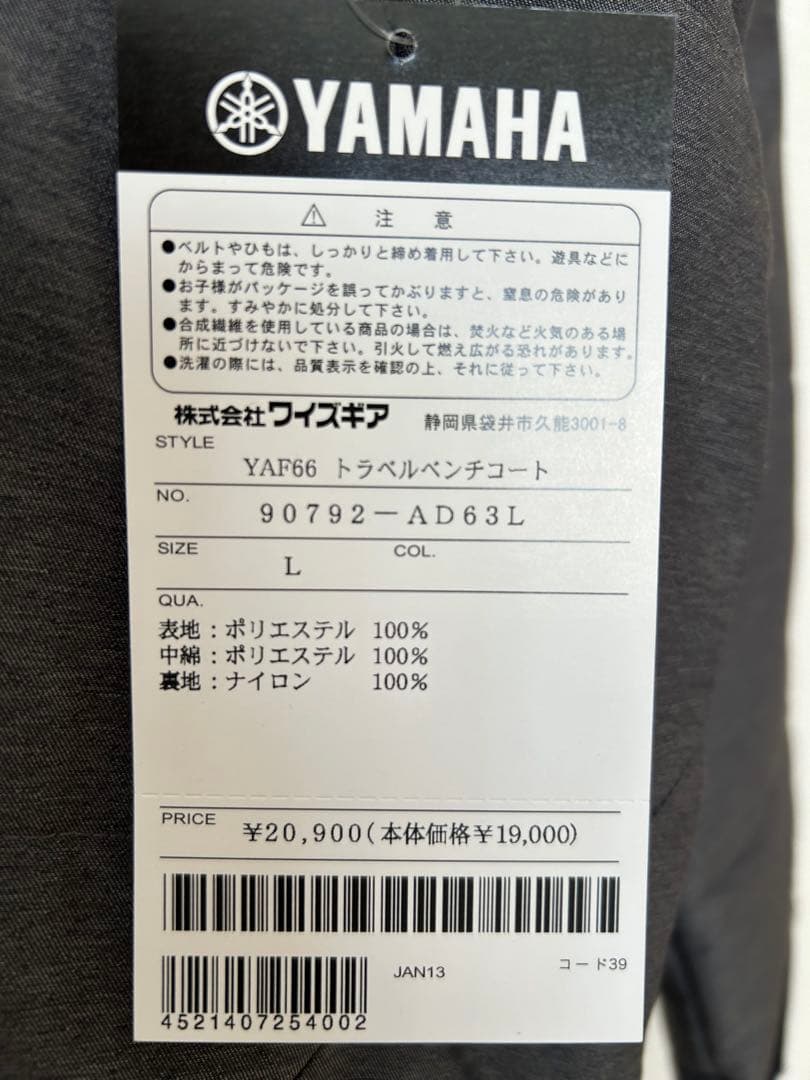 YAMAHA
⚠ 注 意
●ベルトやひもは、しっかりと締め着用して下さい。遊具などに
からまって危険です。
●お子様がパッケージを誤ってかぶりますと、窒息の危険があり
ます。すみやかに処分して下さい。
●合成繊維を使用している商品の場合は、焚火など火気のある場
所に近づけないで下さい。引火して燃え広がる恐れがあります。
●洗濯の際には、品質表示を確認の上、それに従って下さい。
株式会社ワイズギア 静岡県袋井市久能3001-8
STYLE
YAF66 トラベルベンチコート
NO.
90792-AD63L
SIZE COL.
L
QUA.
表地：ポリエステル 100%
中綿：ポリエステル 100%
裏地：ナイロン 100%
PRICE
¥20,900(本体価格¥19,000)
JAN13 コード39
4521407254002